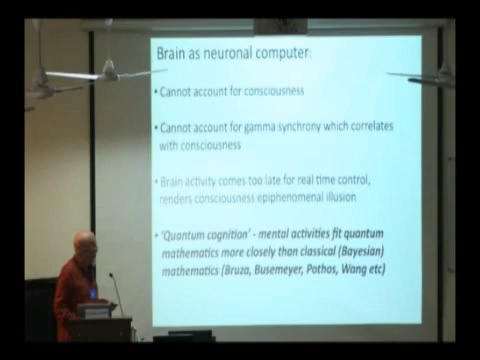 Brain as neuronal computer:
• Cannot account for consciousness
• Cannot account for gamma synchrony which correlates
with consciousness
• Brain activity comes too late for real time control,
renders consciousness epiphenomenal illusion
• 'Quantum cognition' - mental activities fit quantum
mathematics more closely than classical (Bayesian)
mathematics (Bruza, Busemeyer, Pothos, Wang etc)